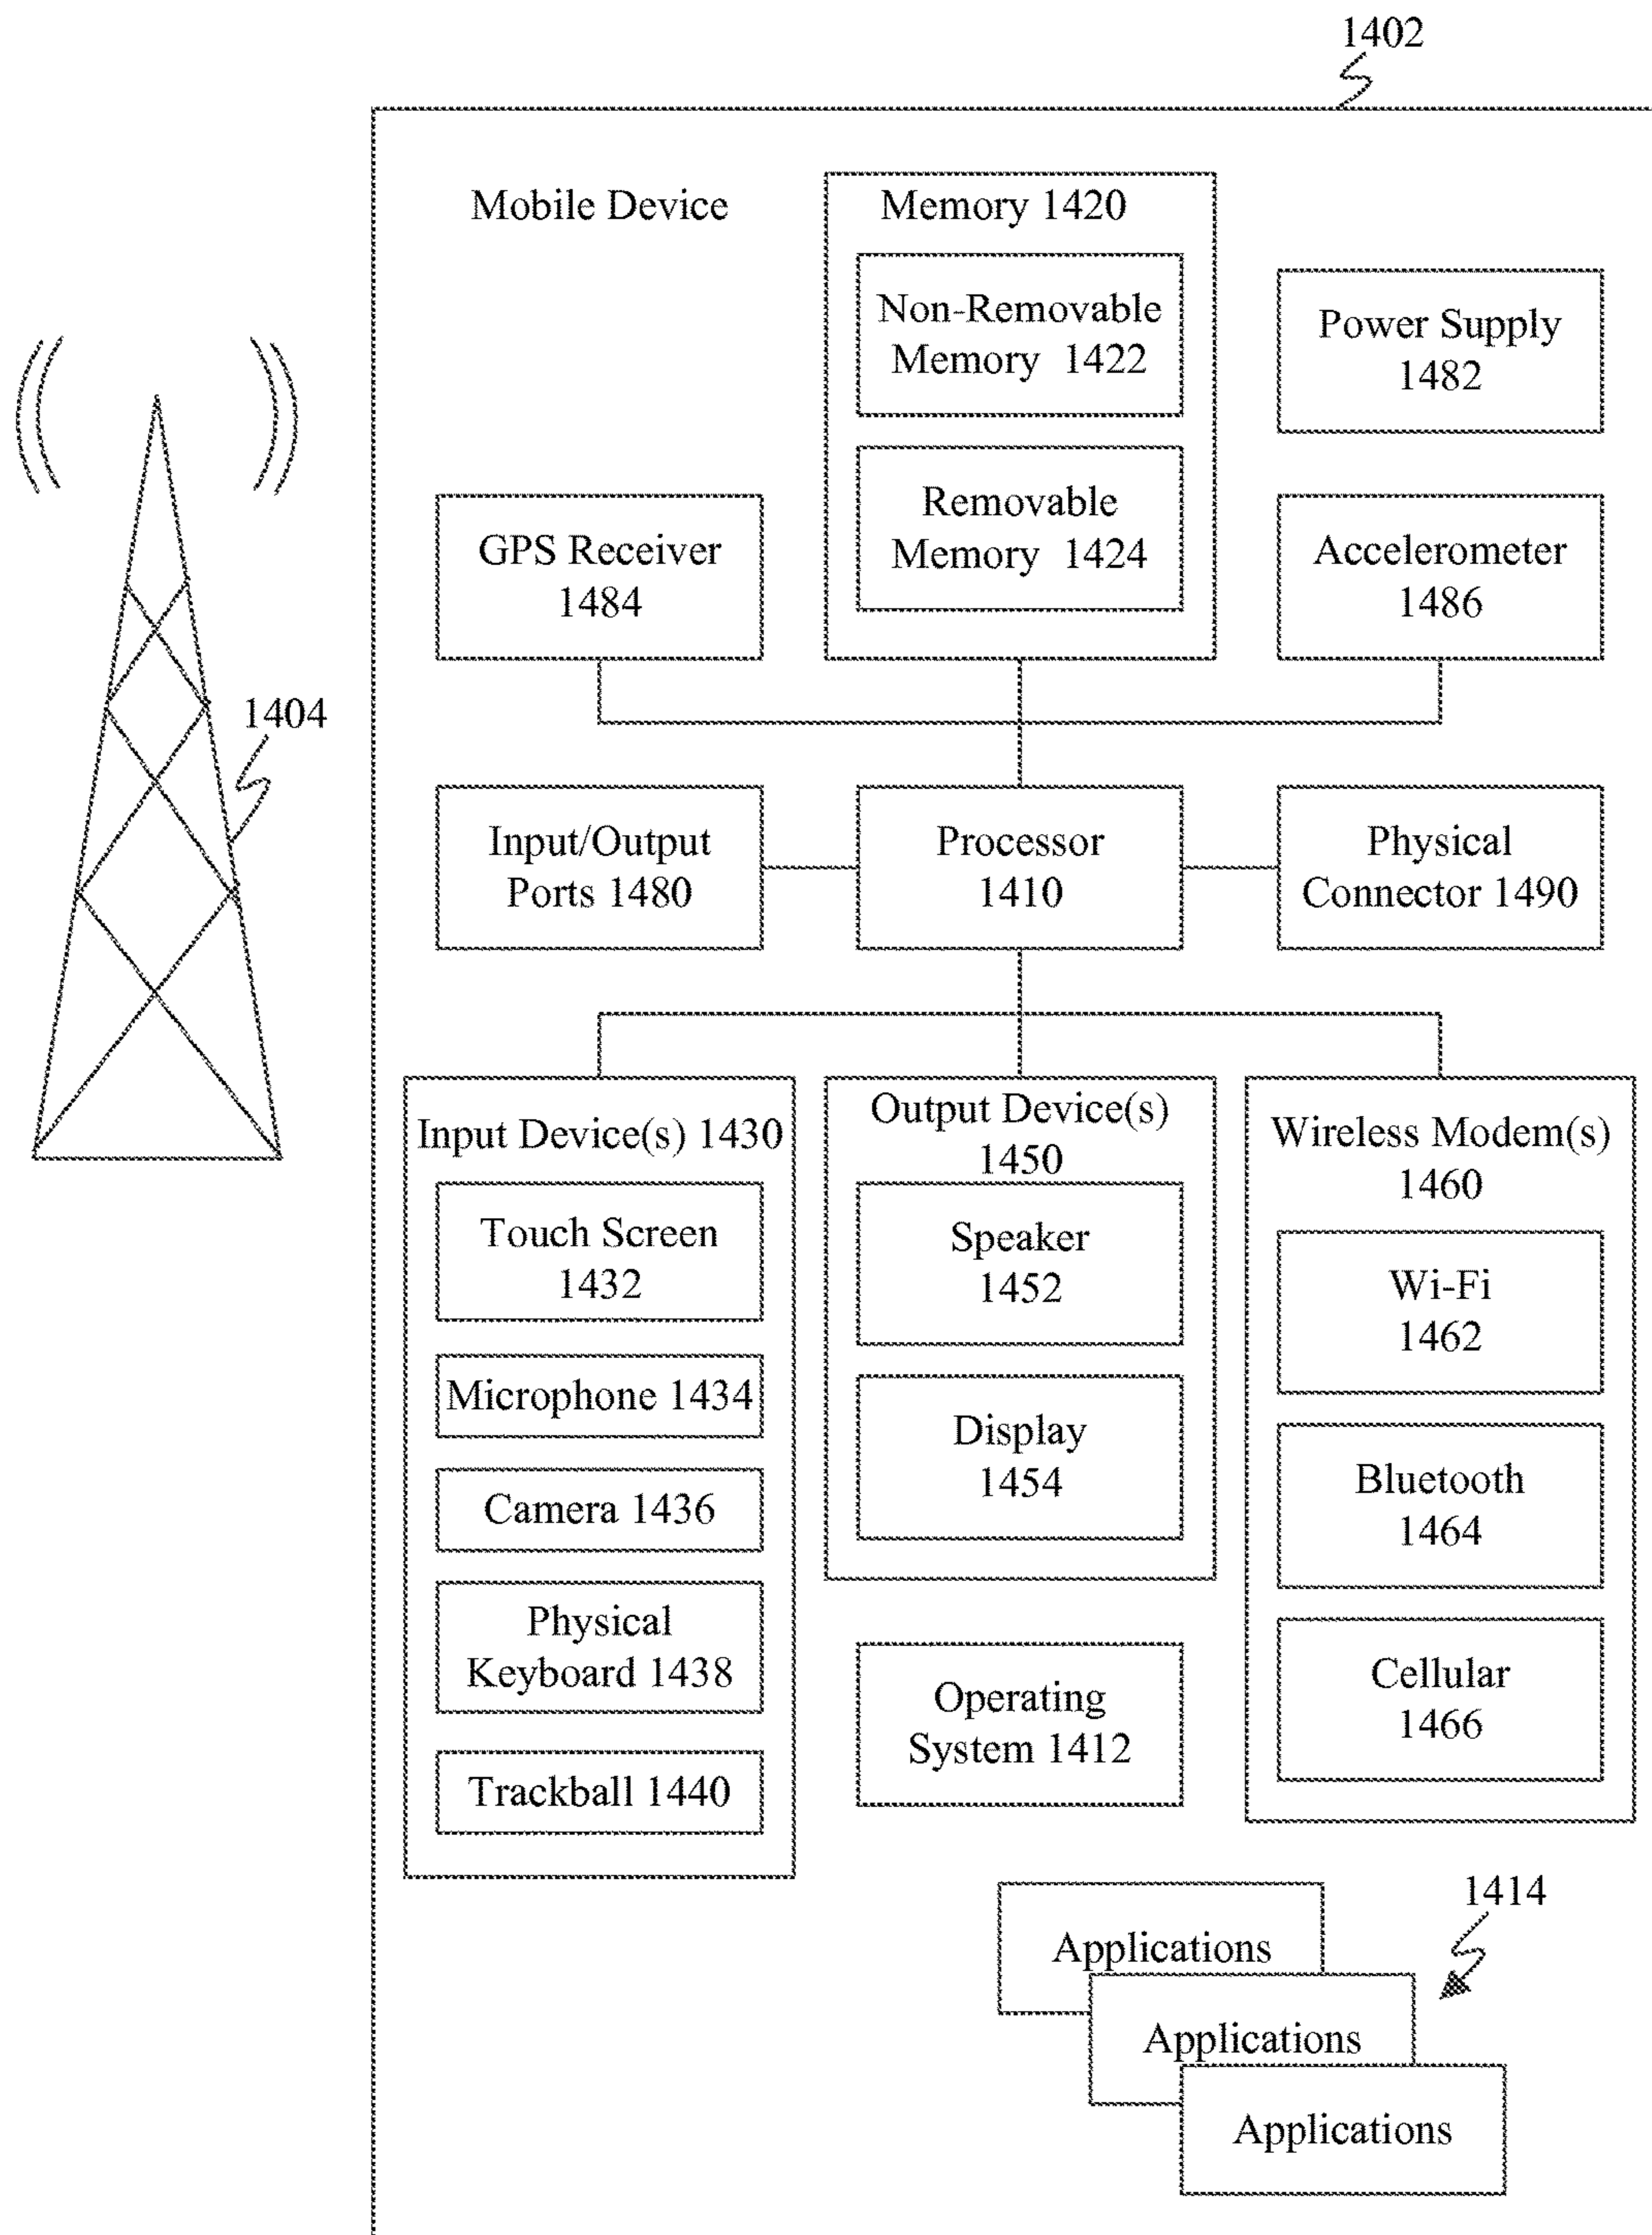 1402
Mobile Device
Memory 1420
Non-Removable
Memory 1422
Removable
Memory 1424
Power Supply
1482
GPS Receiver
1484
Accelerometer
1486
1404
Input/Output
Ports 1480
Processor
1410
Physical
Connector 1490
Input Device(s) 1430
Touch Screen
1432
Microphone 1434
Camera 1436
Physical
Keyboard 1438
Trackball 1440
Output Device(s)
1450
Speaker
1452
Display
1454
Operating
System 1412
Wireless Modem(s)
1460
Wi-Fi
1462
Bluetooth
1464
Cellular
1466
1414
Applications
Applications
Applications